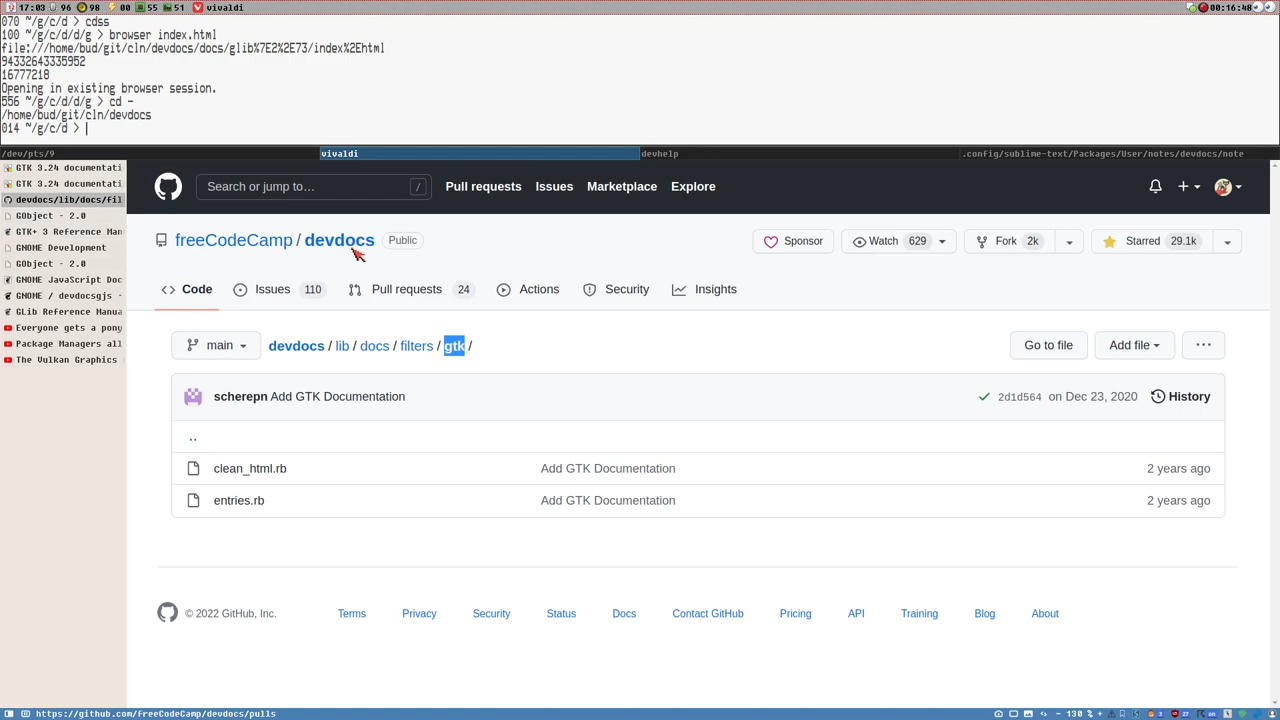 17:03 96 98 00 55 51 vivaldi 00:16:48
070 ~/g/c/d > cdss
100 ~/g/c/d/d/g > browser index.html
file:///home/bud/git/cln/devdocs/docs/glib%7E2%2E73/index%2Ehtml
94332643335952
16777218
Opening in existing browser session.
556 ~/g/c/d/d/g > cd -
/home/bud/git/cln/devdocs
014 ~/g/c/d >
/dev/pts/9 vivaldi devhelp .config/sublime-text/Packages/User/notes/devdocs/note
GTK 3.24 documentati
GTK 3.24 documentati
devdocs/lib/docs/fil
GObject - 2.0
GTK+ 3 Reference Man
GNOME Development
GObject - 2.0
GNOME JavaScript Doc
GNOME / devdocsgjs -
GLib Reference Manua
Everyone gets a pony
Package Managers all
The Vulkan Graphics
Search or jump to… / Pull requests Issues Marketplace Explore
freeCodeCamp / devdocs Public Sponsor Watch 629 Fork 2k Starred 29.1k
Code Issues 110 Pull requests 24 Actions Security Insights
main devdocs / lib / docs / filters / gtk / Go to file Add file ...
scherepn Add GTK Documentation 2d1d564 on Dec 23, 2020 History
..
clean_html.rb Add GTK Documentation 2 years ago
entries.rb Add GTK Documentation 2 years ago
© 2022 GitHub, Inc. Terms Privacy Security Status Docs Contact GitHub Pricing API Training Blog About
https://github.com/freeCodeCamp/devdocs/pulls - 130 % +